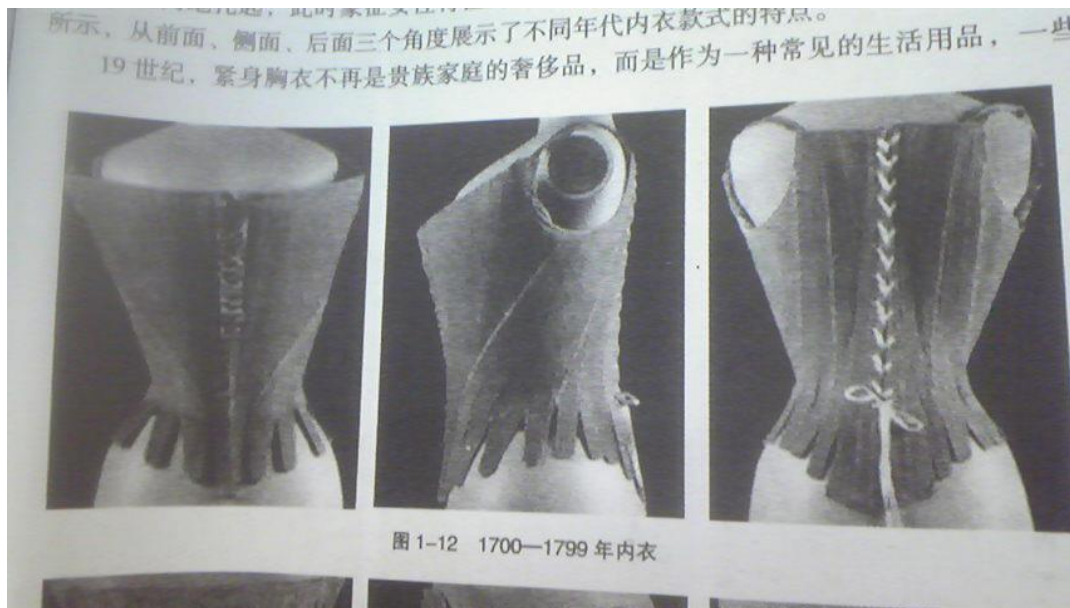 所示，从前面、侧面、后面三个角度展示了不同年代内衣款式的特点。
19 世纪，紧身胸衣不再是贵族家庭的奢侈品，而是作为一种常见的生活用品，一些
图 1-12 1700—1799 年内衣